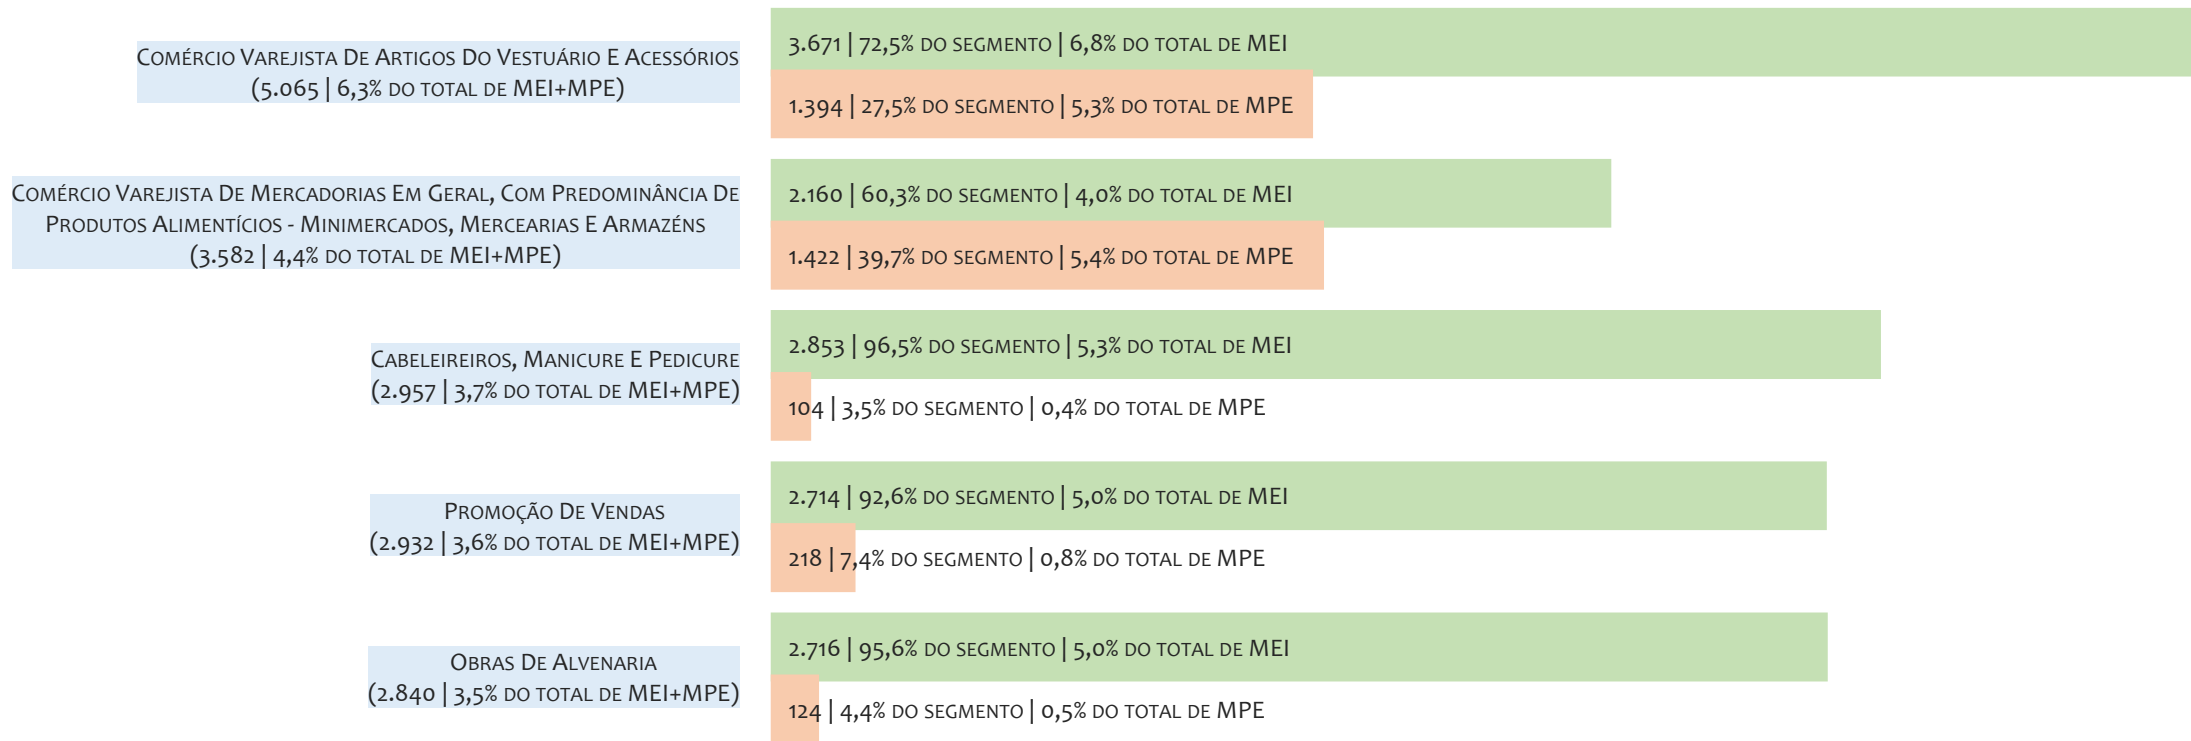 Comércio Varejista De Artigos Do Vestuário E Acessórios
(5.065 | 6,3% do total de MEI+MPE)
3.671 | 72,5% do segmento | 6,8% do total de MEI
1.394 | 27,5% do segmento | 5,3% do total de MPE
Comércio Varejista De Mercadorias Em Geral, Com Predominância De
Produtos Alimentícios - Minimercados, Mercearias E Armazéns
(3.582 | 4,4% do total de MEI+MPE)
2.160 | 60,3% do segmento | 4,0% do total de MEI
1.422 | 39,7% do segmento | 5,4% do total de MPE
Cabeleireiros, Manicure E Pedicure
(2.957 | 3,7% do total de MEI+MPE)
2.853 | 96,5% do segmento | 5,3% do total de MEI
104 | 3,5% do segmento | 0,4% do total de MPE
Promoção De Vendas
(2.932 | 3,6% do total de MEI+MPE)
2.714 | 92,6% do segmento | 5,0% do total de MEI
218 | 7,4% do segmento | 0,8% do total de MPE
Obras De Alvenaria
(2.840 | 3,5% do total de MEI+MPE)
2.716 | 95,6% do segmento | 5,0% do total de MEI
124 | 4,4% do segmento | 0,5% do total de MPE